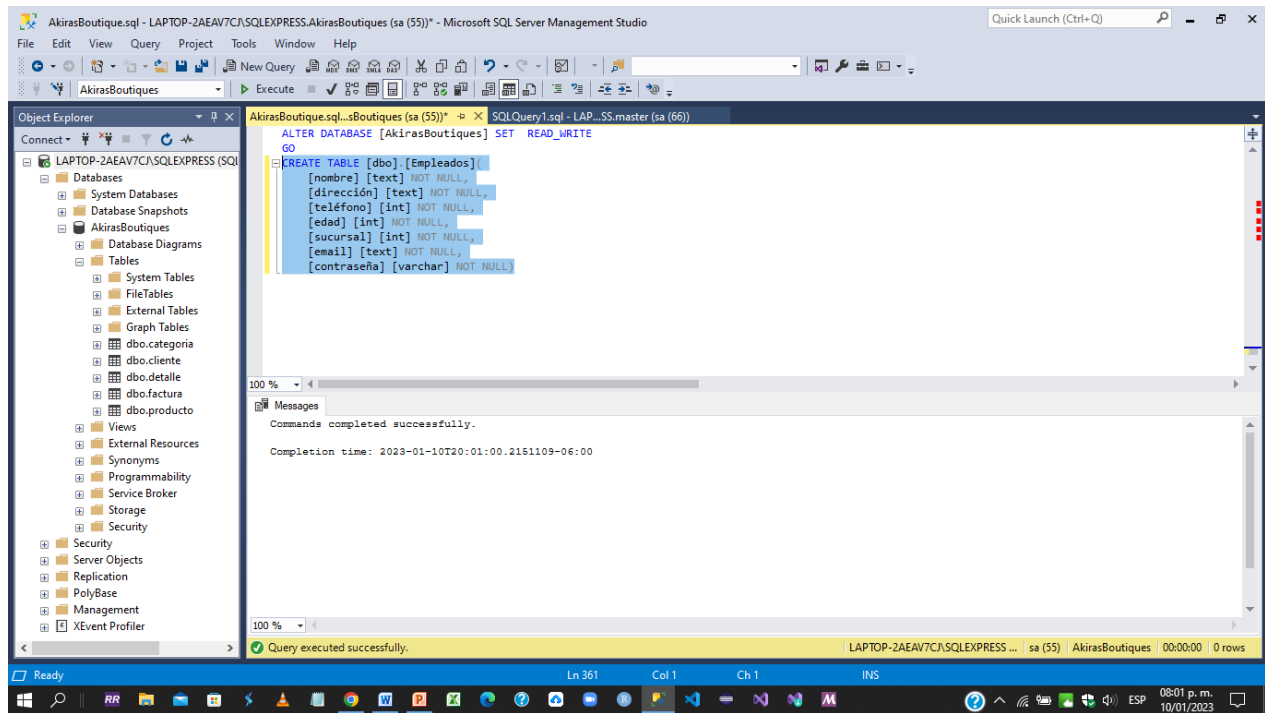 AkirasBoutique.sql - LAPTOP-2AEAV7CJ\SQLEXPRESS.AkirasBoutiques (sa (55))* - Microsoft SQL Server Management Studio
Quick Launch (Ctrl+Q)
File Edit View Query Project Tools Window Help
New Query MDX DMX XMLA DAX
AkirasBoutiques
Execute
Object Explorer
Connect
LAPTOP-2AEAV7CJ\SQLEXPRESS (SQl
Databases
System Databases
Database Snapshots
AkirasBoutiques
Database Diagrams
Tables
System Tables
FileTables
External Tables
Graph Tables
dbo.categoria
dbo.cliente
dbo.detalle
dbo.factura
dbo.producto
Views
External Resources
Synonyms
Programmability
Service Broker
Storage
Security
Security
Server Objects
Replication
PolyBase
Management
XEvent Profiler
AkirasBoutique.sql...sBoutiques (sa (55))*
SQLQuery1.sql - LAP...SS.master (sa (66))
ALTER DATABASE [AkirasBoutiques] SET READ_WRITE
GO
CREATE TABLE [dbo].[Empleados](
[nombre] [text] NOT NULL,
[dirección] [text] NOT NULL,
[teléfono] [int] NOT NULL,
[edad] [int] NOT NULL,
[sucursal] [int] NOT NULL,
[email] [text] NOT NULL,
[contraseña] [varchar] NOT NULL)
100 %
Messages
Commands completed successfully.
Completion time: 2023-01-10T20:01:00.2151109-06:00
100 %
Query executed successfully.
LAPTOP-2AEAV7CJ\SQLEXPRESS ... sa (55) AkirasBoutiques 00:00:00 0 rows
Ready
Ln 361 Col 1 Ch 1 INS
RR
ESP
08:01 p. m.
10/01/2023